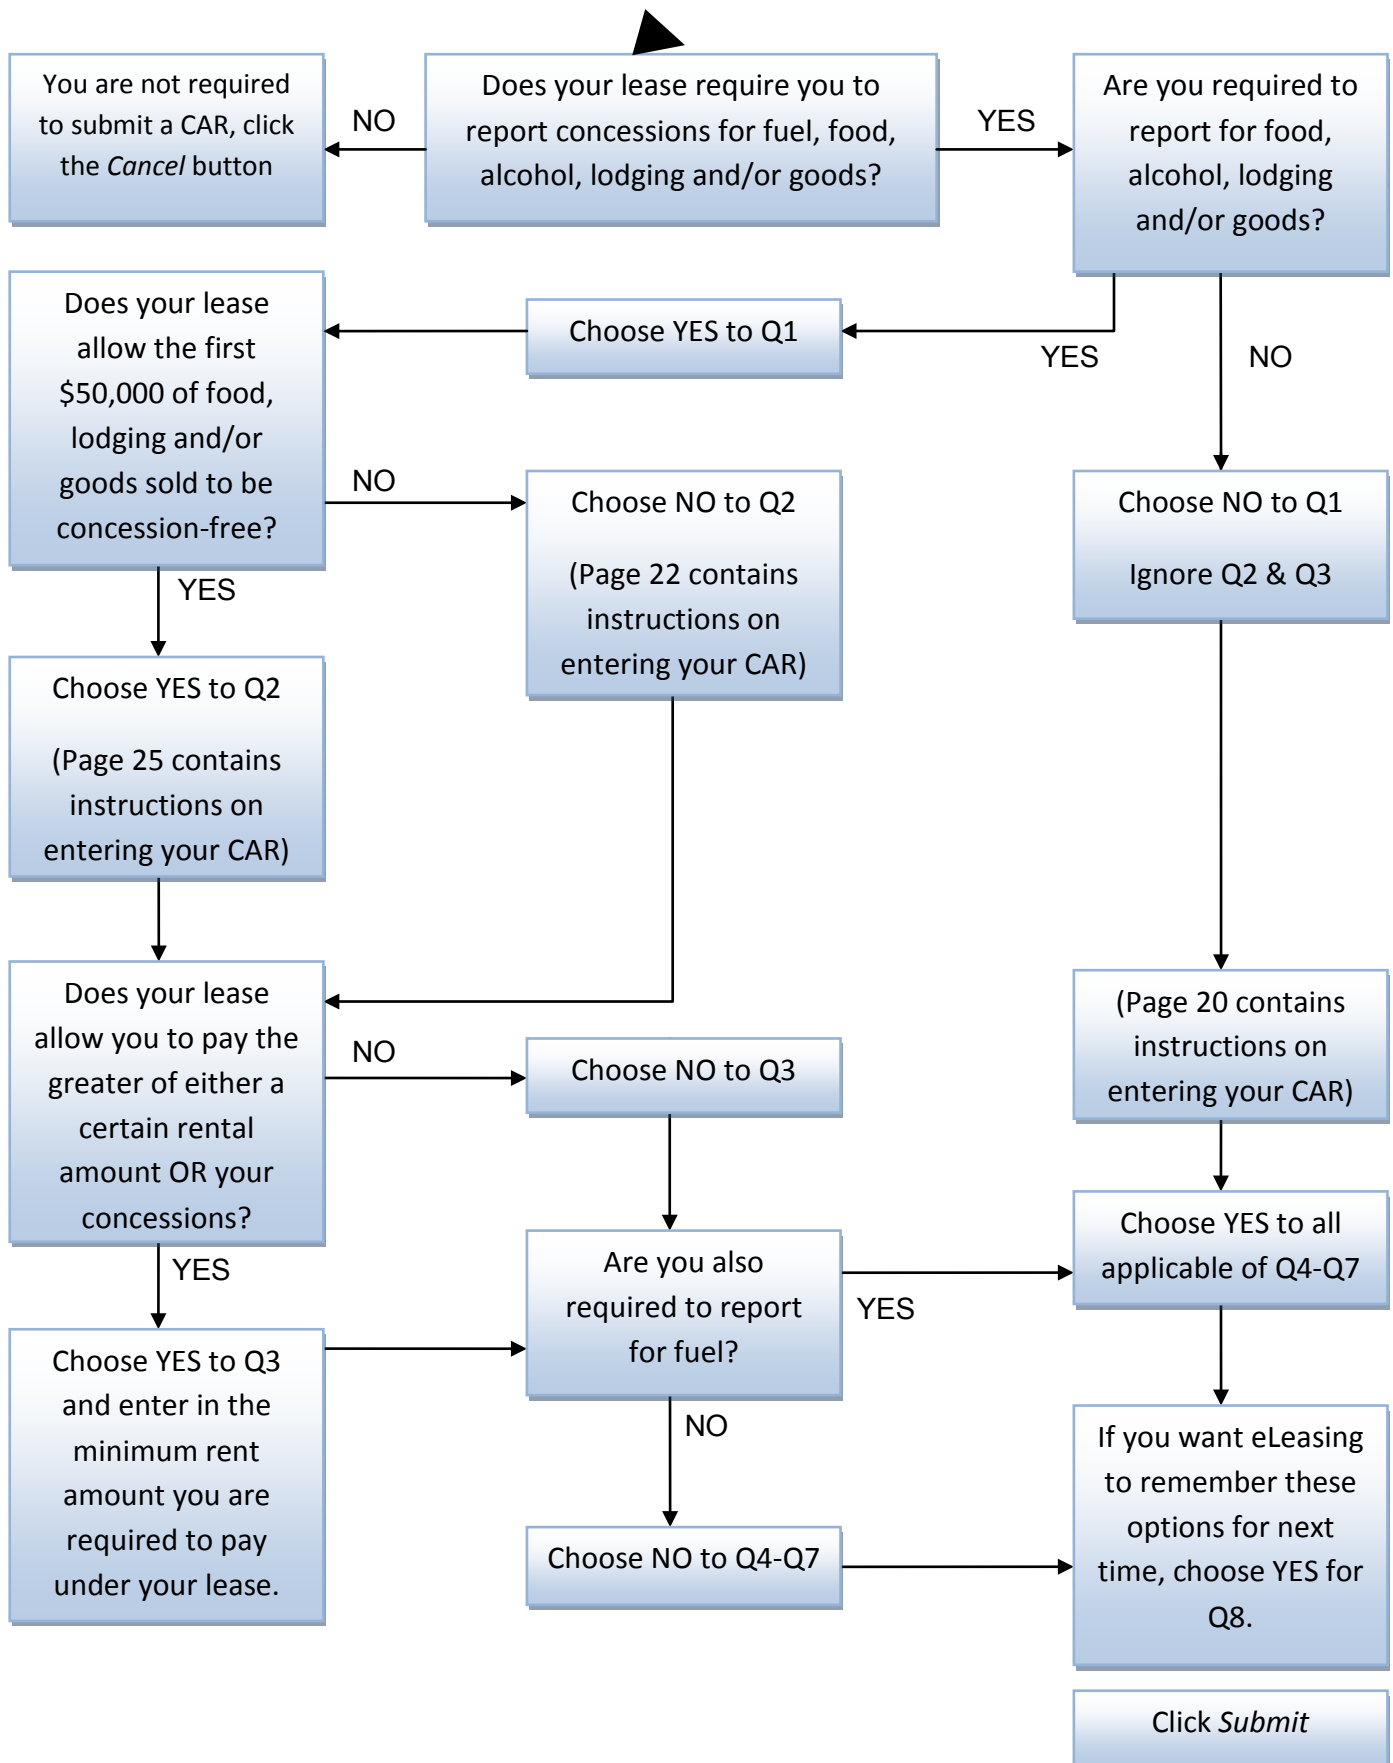 You are not required
to submit a CAR, click
the Cancel button
NO
Does your lease require you to
report concessions for fuel, food,
alcohol, lodging and/or goods?
YES
Are you required to
report for food,
alcohol, lodging
and/or goods?
Does your lease
allow the first
$50,000 of food,
lodging and/or
goods sold to be
concession-free?
Choose YES to Q1
YES
NO
NO
Choose NO to Q2
(Page 22 contains
instructions on
entering your CAR)
Choose NO to Q1
Ignore Q2 & Q3
YES
Choose YES to Q2
(Page 25 contains
instructions on
entering your CAR)
Does your lease
allow you to pay the
greater of either a
certain rental
amount OR your
concessions?
NO
Choose NO to Q3
(Page 20 contains
instructions on
entering your CAR)
YES
Are you also
required to report
for fuel?
YES
Choose YES to all
applicable of Q4-Q7
Choose YES to Q3
and enter in the
minimum rent
amount you are
required to pay
under your lease.
NO
Choose NO to Q4-Q7
If you want eLeasing
to remember these
options for next
time, choose YES for
Q8.
Click Submit